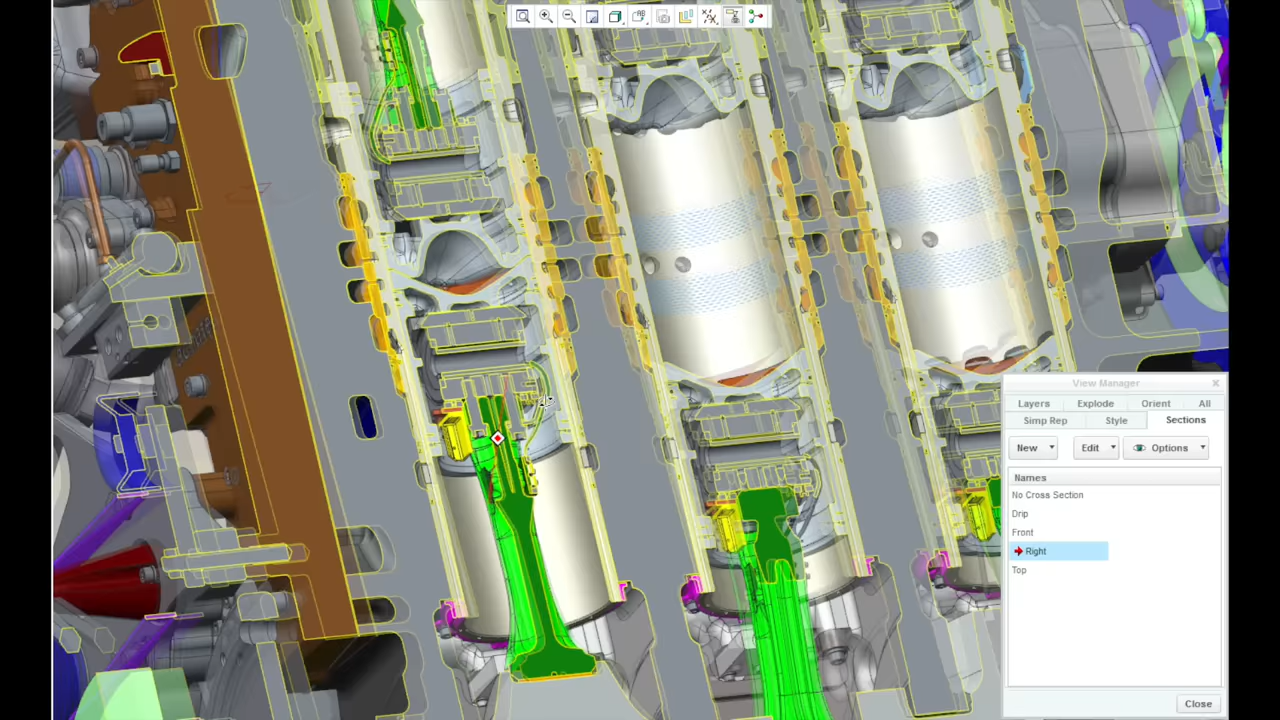 View Manager
Layers Explode Orient All
Simp Rep Style Sections
New Edit Options
Names
No Cross Section
Drip
Front
Right
Top
Close